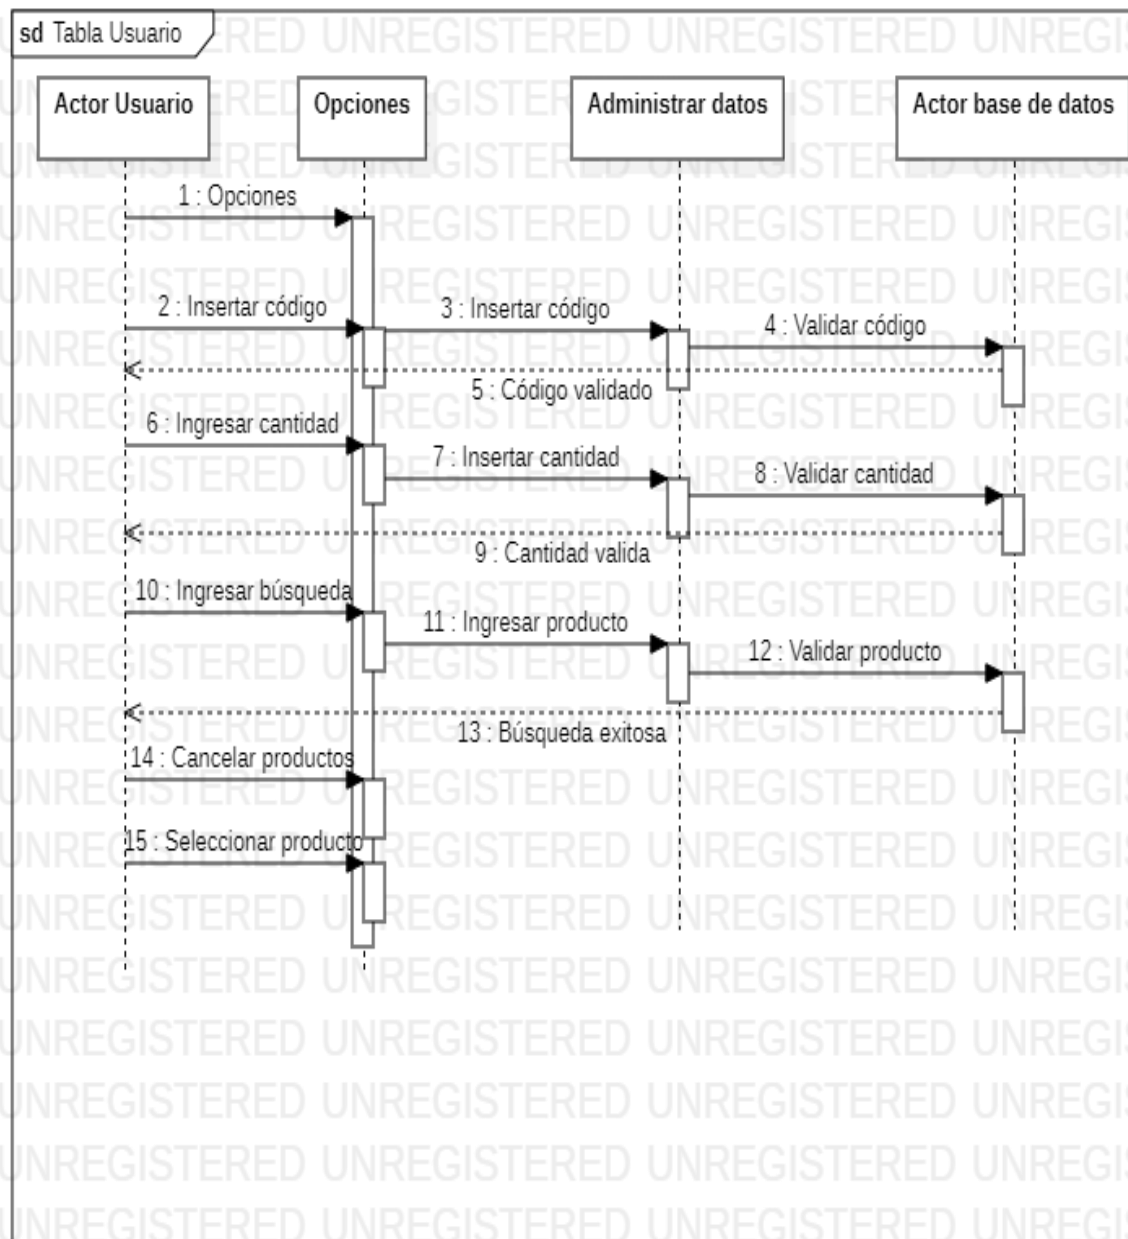 sd Tabla Usuario
Actor Usuario
Opciones
Administrar datos
Actor base de datos
1 : Opciones
2 : Insertar código
3 : Insertar código
4 : Validar código
5 : Código validado
6 : Ingresar cantidad
7 : Insertar cantidad
8 : Validar cantidad
9 : Cantidad valida
10 : Ingresar búsqueda
11 : Ingresar producto
12 : Validar producto
13 : Búsqueda exitosa
14 : Cancelar productos
15 : Seleccionar producto
UNREGISTERED